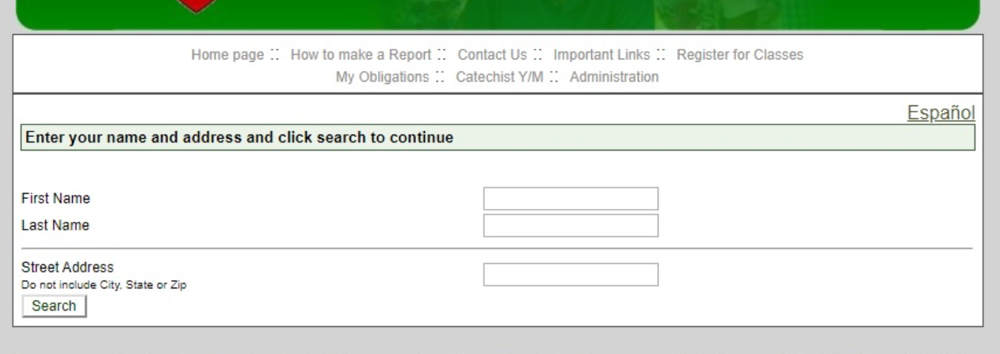 Home page :: How to make a Report :: Contact Us :: Important Links :: Register for Classes
My Obligations :: Catechist Y/M :: Administration
Español
Enter your name and address and click search to continue
First Name
Last Name
Street Address
Do not include City, State or Zip
Search